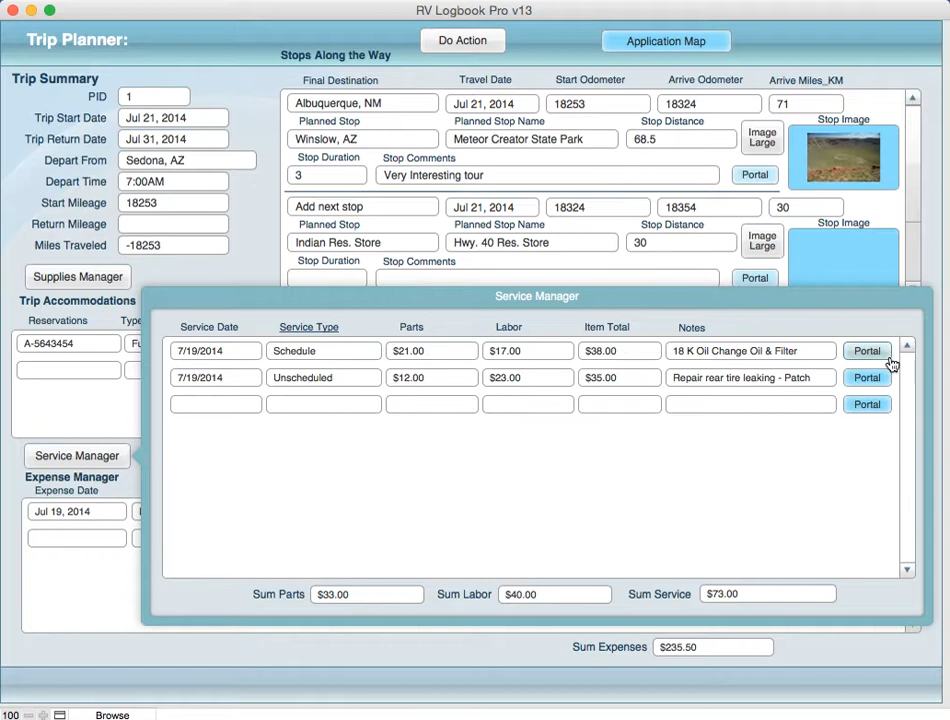 RV Logbook Pro v13
Trip Planner:
Do Action
Application Map
Stops Along the Way
Trip Summary
Final Destination Travel Date Start Odometer Arrive Odometer Arrive Miles_KM
PID 1
Albuquerque, NM Jul 21, 2014 18253 18324 71
Trip Start Date Jul 21, 2014
Planned Stop Planned Stop Name Stop Distance Stop Image
Trip Return Date Jul 31, 2014
Winslow, AZ Meteor Creator State Park 68.5 Image Large
Depart From Sedona, AZ
Stop Duration Stop Comments
Depart Time 7:00AM
3 Very Interesting tour Portal
Start Mileage 18253
Add next stop Jul 21, 2014 18324 18354 30
Return Mileage
Planned Stop Planned Stop Name Stop Distance Stop Image
Miles Traveled -18253
Indian Res. Store Hwy. 40 Res. Store 30 Image Large
Stop Duration Stop Comments
Supplies Manager
Portal
Trip Accommodations
Service Manager
Reservations
A-5643454
Service Date Service Type Parts Labor Item Total Notes
7/19/2014 Schedule $21.00 $17.00 $38.00 18 K Oil Change Oil & Filter Portal
7/19/2014 Unscheduled $12.00 $23.00 $35.00 Repair rear tire leaking - Patch Portal
Portal
Service Manager
Expense Manager
Expense Date
Jul 19, 2014
Sum Parts $33.00 Sum Labor $40.00 Sum Service $73.00
Sum Expenses $235.50
100 Browse